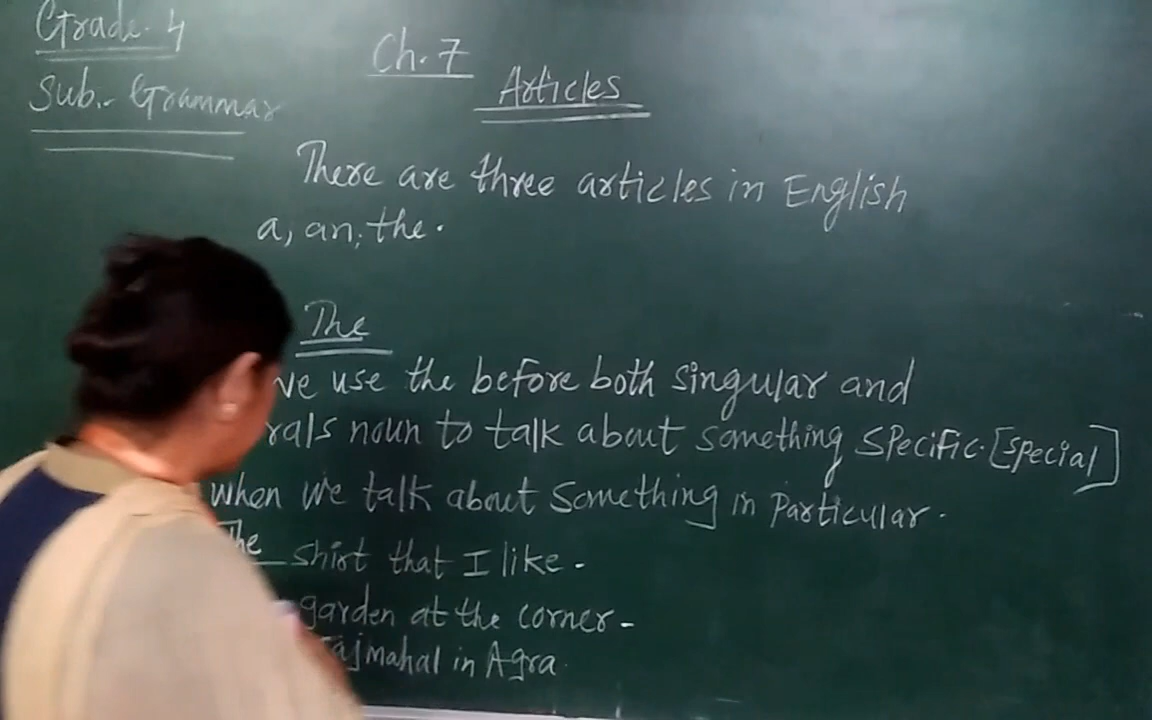 Grade. 4
Sub.- Grammar
Ch. 7
Articles
There are three articles in English
a, an, the.
The
we use the before both singular and
rals noun to talk about something specific. [special]
when we talk about something in particular.
The shirt that I like.
garden at the corner.
Tajmahal in Agra